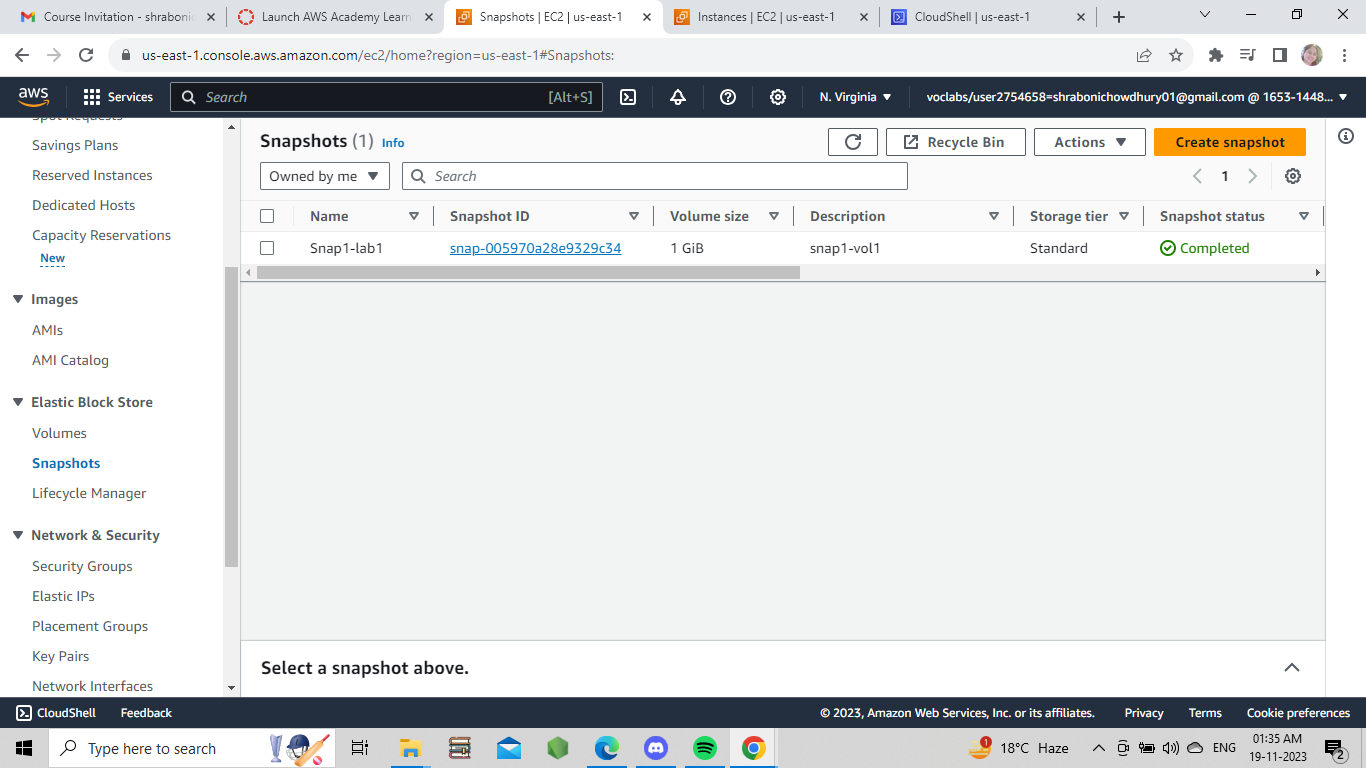 Course Invitation - shrabonic
Launch AWS Academy Learn
Snapshots | EC2 | us-east-1
Instances | EC2 | us-east-1
CloudShell | us-east-1
us-east-1.console.aws.amazon.com/ec2/home?region=us-east-1#Snapshots:
aws
Services
Search
[Alt+S]
N. Virginia
voclabs/user2754658=shrabonichowdhury01@gmail.com @ 1653-1448...
Spot Requests
Savings Plans
Reserved Instances
Dedicated Hosts
Capacity Reservations
New
Images
AMIs
AMI Catalog
Elastic Block Store
Volumes
Snapshots
Lifecycle Manager
Network & Security
Security Groups
Elastic IPs
Placement Groups
Key Pairs
Network Interfaces
Snapshots (1) Info
Recycle Bin
Actions
Create snapshot
Owned by me
Search
1
Name Snapshot ID Volume size Description Storage tier Snapshot status
Snap1-lab1 snap-005970a28e9329c34 1 GiB snap1-vol1 Standard Completed
Select a snapshot above.
CloudShell Feedback © 2023, Amazon Web Services, Inc. or its affiliates. Privacy Terms Cookie preferences
Type here to search
1
18°C Haze
ENG
01:35 AM
19-11-2023
2